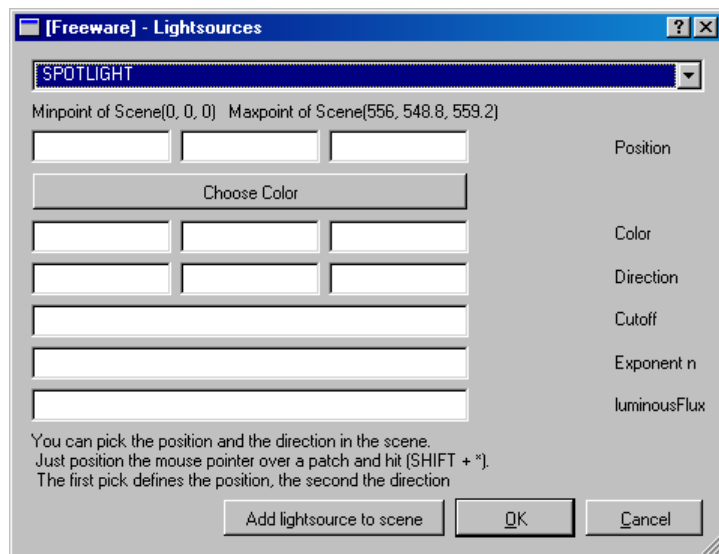 [Freeware] - Lightsources
SPOTLIGHT
Minpoint of Scene(0, 0, 0) Maxpoint of Scene(556, 548.8, 559.2)
Position
Choose Color
Color
Direction
Cutoff
Exponent n
luminousFlux
You can pick the position and the direction in the scene.
Just position the mouse pointer over a patch and hit (SHIFT + *).
The first pick defines the position, the second the direction
Add lightsource to scene OK Cancel